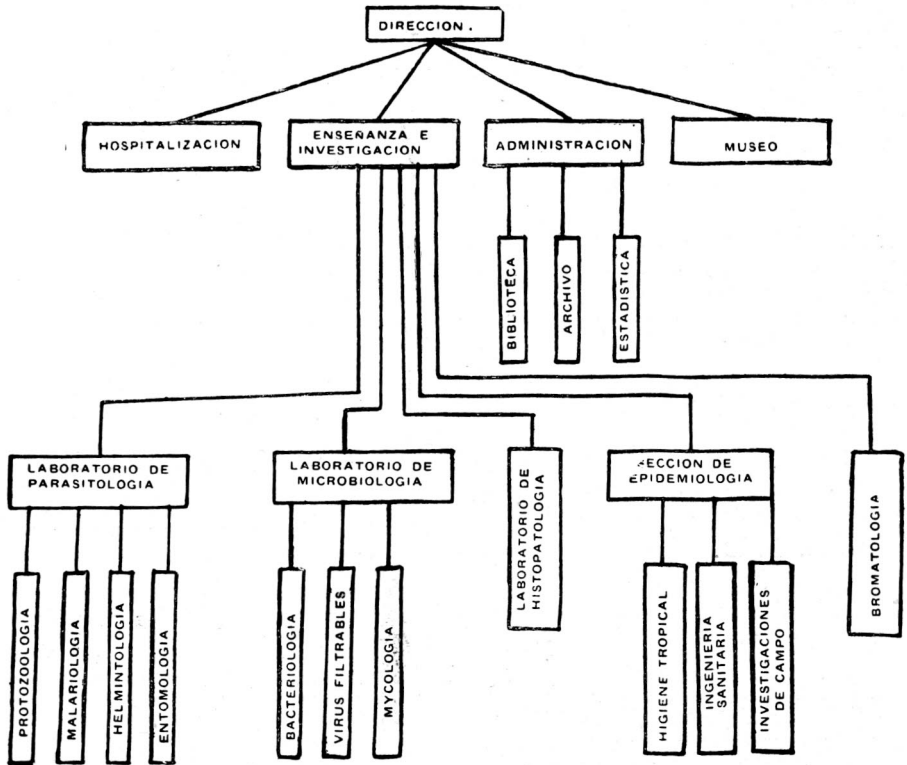 DIRECCION.
HOSPITALIZACION
ENSEÑANZA E
INVESTIGACION
ADMINISTRACION
MUSEO
BIBLIOTECA
ARCHIVO
ESTADISTICA
LABORATORIO DE
PARASITOLOGIA
LABORATORIO DE
MICROBIOLOGIA
LABORATORIO DE
HISTOPATOLOGIA
SECCION DE
EPIDEMIOLOGIA
BROMATOLOGIA
PROTOZOOLOGIA
MALARIOLOGIA
HELMINTOLOGIA
ENTOMOLOGIA
BACTERIOLOGIA
VIRUS FILTRABLES
MYCOLOGIA
HIGIENE TROPICAL
INGENIERIA
SANITARIA
INVESTIGACIONES
DE CAMPO